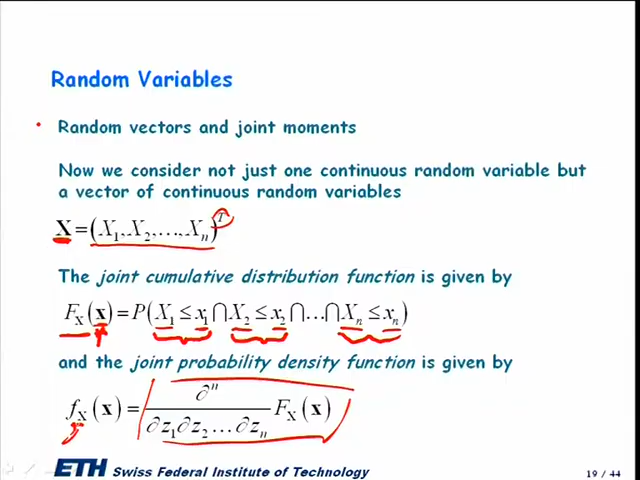 Random Variables
• Random vectors and joint moments
Now we consider not just one continuous random variable but
a vector of continuous random variables
X = (X₁, X₂, …, Xₙ)ᵀ
The joint cumulative distribution function is given by
F_X(x) = P(X₁ ≤ x₁ ⋂ X₂ ≤ x₂ ⋂ … ⋂ Xₙ ≤ xₙ)
and the joint probability density function is given by
f_X(x) = ∂ⁿ / ∂z₁∂z₂…∂zₙ F_X(x)
ETH Swiss Federal Institute of Technology
19 / 44